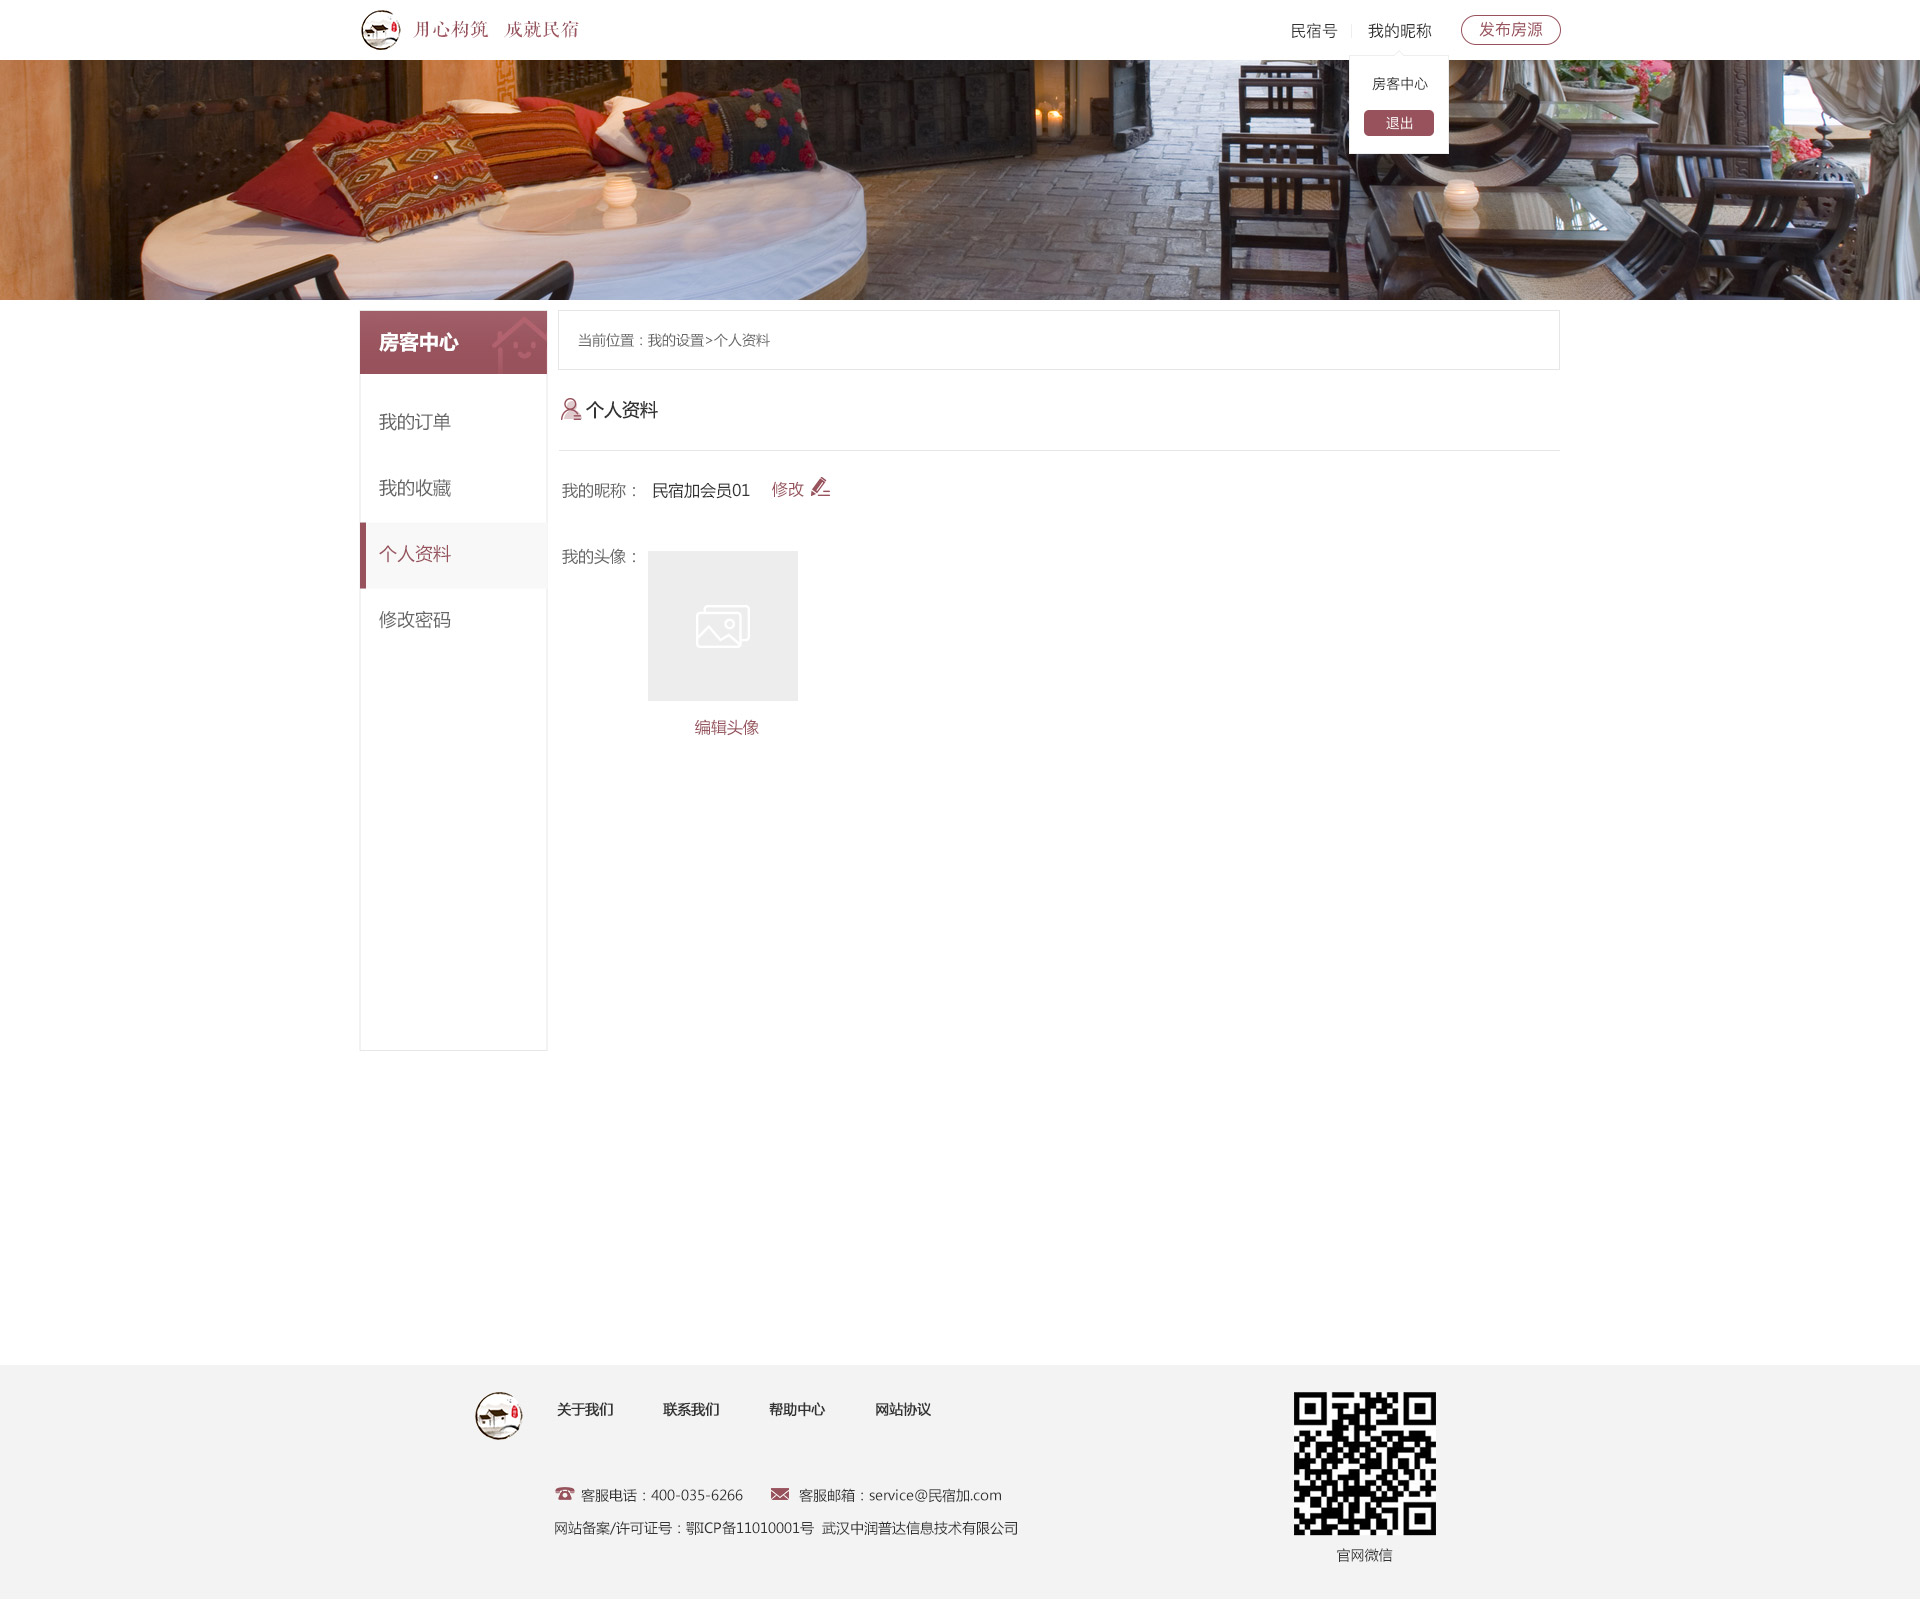 用心构筑 成就民宿
民宿号
我的昵称
发布房源
房客中心
退出
房客中心
当前位置：我的设置>个人资料
个人资料
我的订单
我的收藏
个人资料
修改密码
我的昵称： 民宿加会员01 修改
我的头像：
编辑头像
关于我们 联系我们 帮助中心 网站协议
客服电话：400-035-6266 客服邮箱：service@民宿加.com
网站备案/许可证号：鄂ICP备11010001号 武汉中润普达信息技术有限公司
官网微信